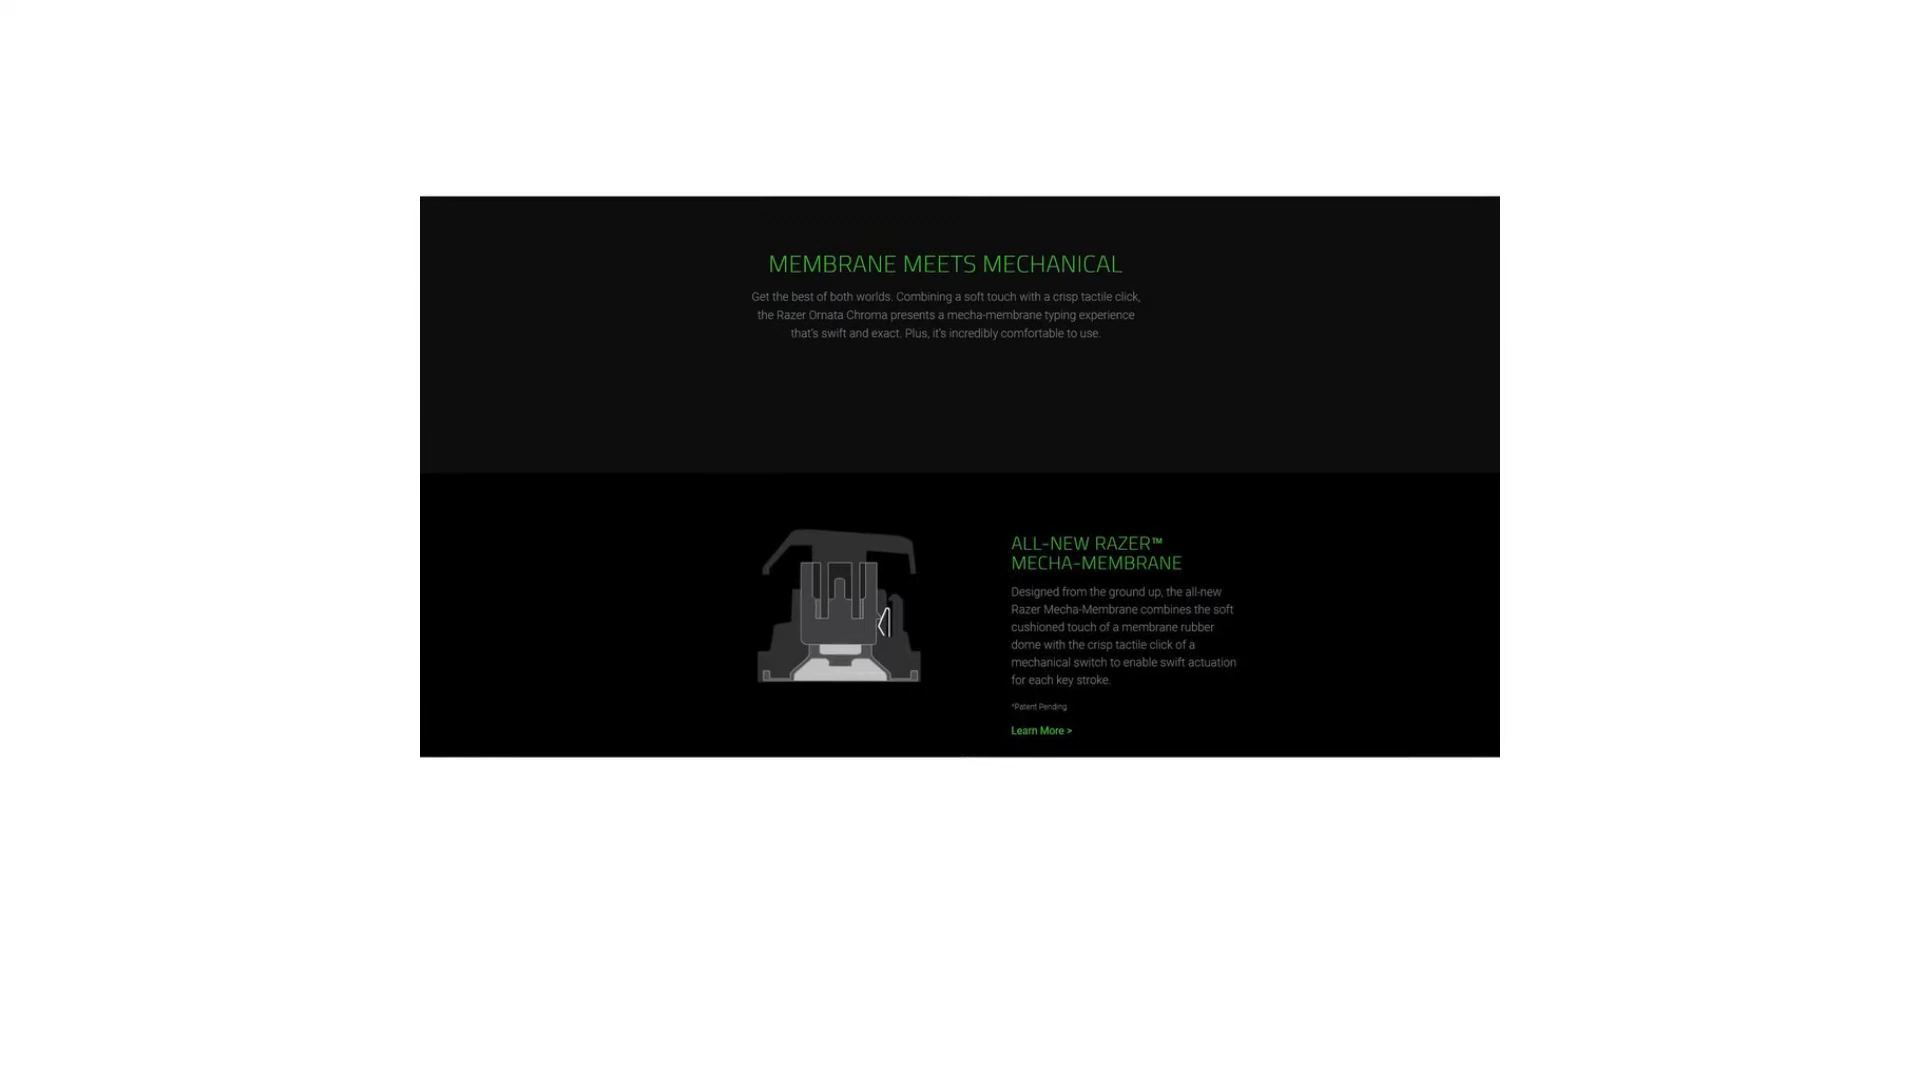 MEMBRANE MEETS MECHANICAL
Get the best of both worlds. Combining a soft touch with a crisp tactile click,
the Razer Ornata Chroma presents a mecha-membrane typing experience
that's swift and exact. Plus, it's incredibly comfortable to use.
ALL-NEW RAZER™
MECHA-MEMBRANE
Designed from the ground up, the all-new
Razer Mecha-Membrane combines the soft
cushioned touch of a membrane rubber
dome with the crisp tactile click of a
mechanical switch to enable swift actuation
for each key stroke.
*Patent Pending
Learn More >